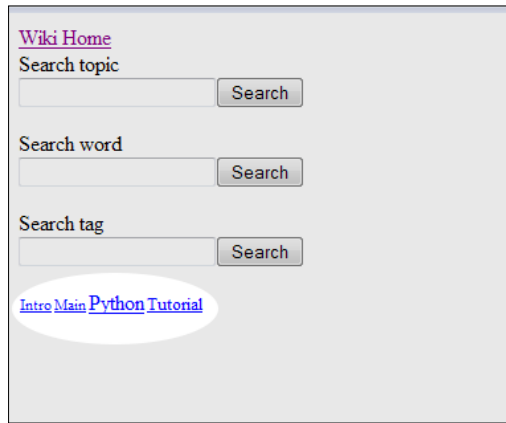 Wiki Home
Search topic
Search
Search word
Search
Search tag
Search
Intro Main Python Tutorial